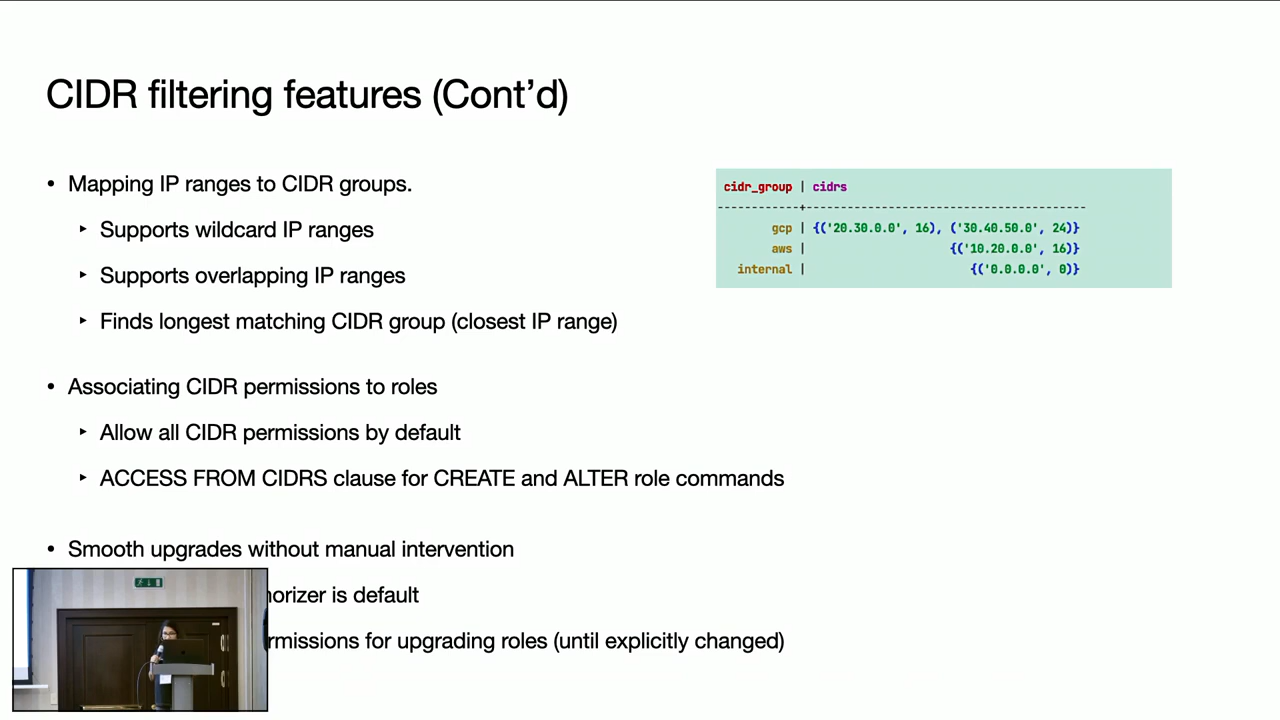 CIDR filtering features (Cont’d)
• Mapping IP ranges to CIDR groups.
‣ Supports wildcard IP ranges
‣ Supports overlapping IP ranges
‣ Finds longest matching CIDR group (closest IP range)
• Associating CIDR permissions to roles
‣ Allow all CIDR permissions by default
‣ ACCESS FROM CIDRS clause for CREATE and ALTER role commands
• Smooth upgrades without manual intervention
is default
for upgrading roles (until explicitly changed)
cidr_group | cidrs
------------+--------------------------------------
gcp | {('20.30.0.0', 16), ('30.40.50.0', 24)}
aws | {('10.20.0.0', 16)}
internal | {('0.0.0.0', 0)}